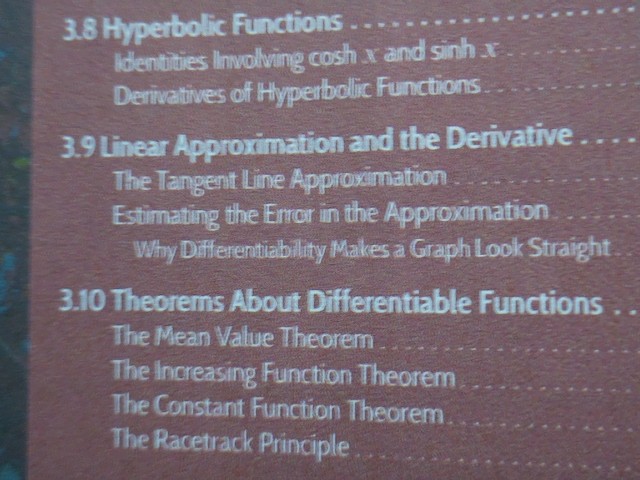 3.8 Hyperbolic Functions ..................
Identities Involving cosh x and sinh x ..........
Derivatives of Hyperbolic Functions ............
3.9 Linear Approximation and the Derivative ....
The Tangent Line Approximation ..............
Estimating the Error in the Approximation ......
Why Differentiability Makes a Graph Look Straight ..
3.10 Theorems About Differentiable Functions ..
The Mean Value Theorem ...................
The Increasing Function Theorem .............
The Constant Function Theorem ..............
The Racetrack Principle .....................